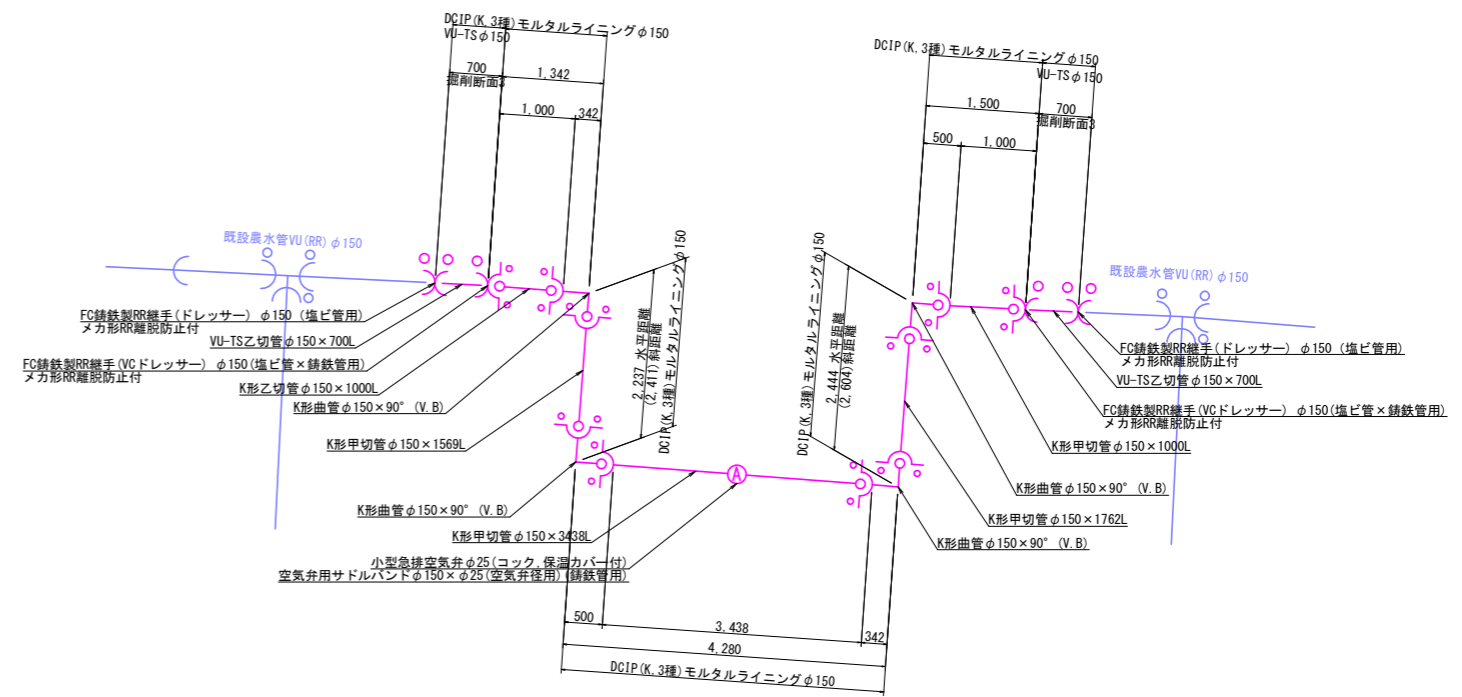 DCIP(K,3種)モルタルライニングφ150
VU-TSφ150
700
1,342
掘削断面3
1,000
342
DCIP(K,3種)モルタルライニングφ150
VU-TSφ150
1,500
700
掘削断面3
500
1,000
既設農水管VU(RR)φ150
既設農水管VU(RR)φ150
FC鋳鉄製RR継手(ドレッサー) φ150 (塩ビ管用)
メカ形RR離脱防止付
VU-TS乙切管φ150×700L
FC鋳鉄製RR継手(VCドレッサー) φ150(塩ビ管×鋳鉄管用)
メカ形RR離脱防止付
K形乙切管φ150×1000L
K形曲管φ150×90° (V.B)
K形甲切管φ150×1569L
2,237 水平距離
(2,411)斜距離
DCIP(K,3種)モルタルライニングφ150
DCIP(K,3種)モルタルライニングφ150
2,444 水平距離
(2,604)斜距離
FC鋳鉄製RR継手(ドレッサー) φ150 (塩ビ管用)
メカ形RR離脱防止付
VU-TS乙切管φ150×700L
FC鋳鉄製RR継手(VCドレッサー) φ150(塩ビ管×鋳鉄管用)
メカ形RR離脱防止付
K形甲切管φ150×1000L
K形曲管φ150×90° (V.B)
K形甲切管φ150×1762L
K形曲管φ150×90° (V.B)
A
K形曲管φ150×90° (V.B)
K形甲切管φ150×3438L
小型急排空気弁φ25(コック,保温カバー付)
空気弁用サドルバンドφ150×φ25(空気弁径用)(鋳鉄管用)
500
3,438
342
4,280
DCIP(K,3種)モルタルライニングφ150